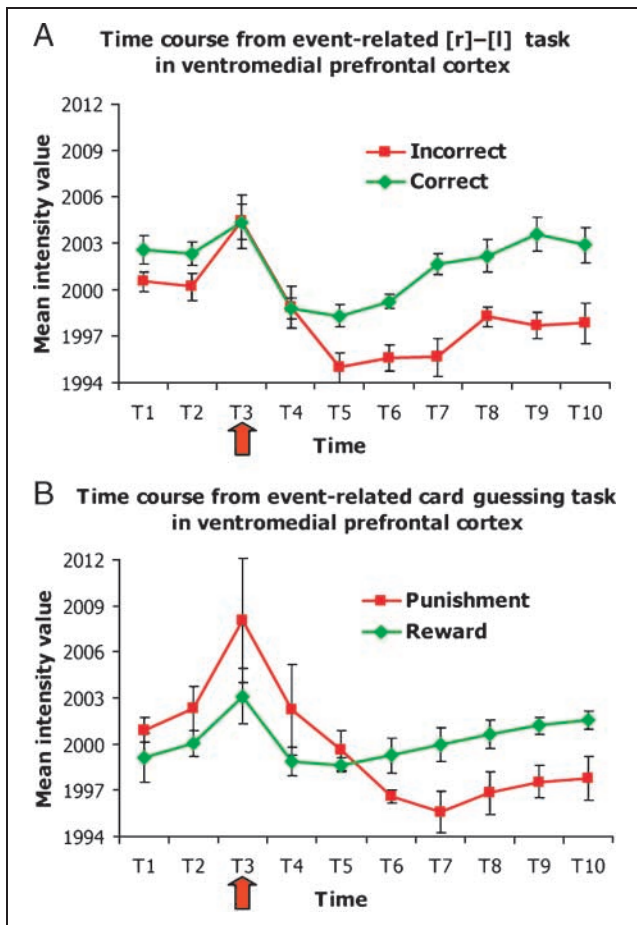 A
Time course from event-related [r]–[l] task
in ventromedial prefrontal cortex
Mean intensity value
2012
2009
2006
2003
2000
1997
1994
Incorrect
Correct
T1 T2 T3 T4 T5 T6 T7 T8 T9 T10
Time
B
Time course from event-related card guessing task
in ventromedial prefrontal cortex
Mean intensity value
2012
2009
2006
2003
2000
1997
1994
Punishment
Reward
T1 T2 T3 T4 T5 T6 T7 T8 T9 T10
Time